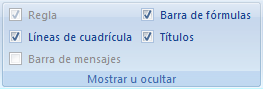 Regla
Barra de fórmulas
Líneas de cuadrícula
Títulos
Barra de mensajes
Mostrar u ocultar